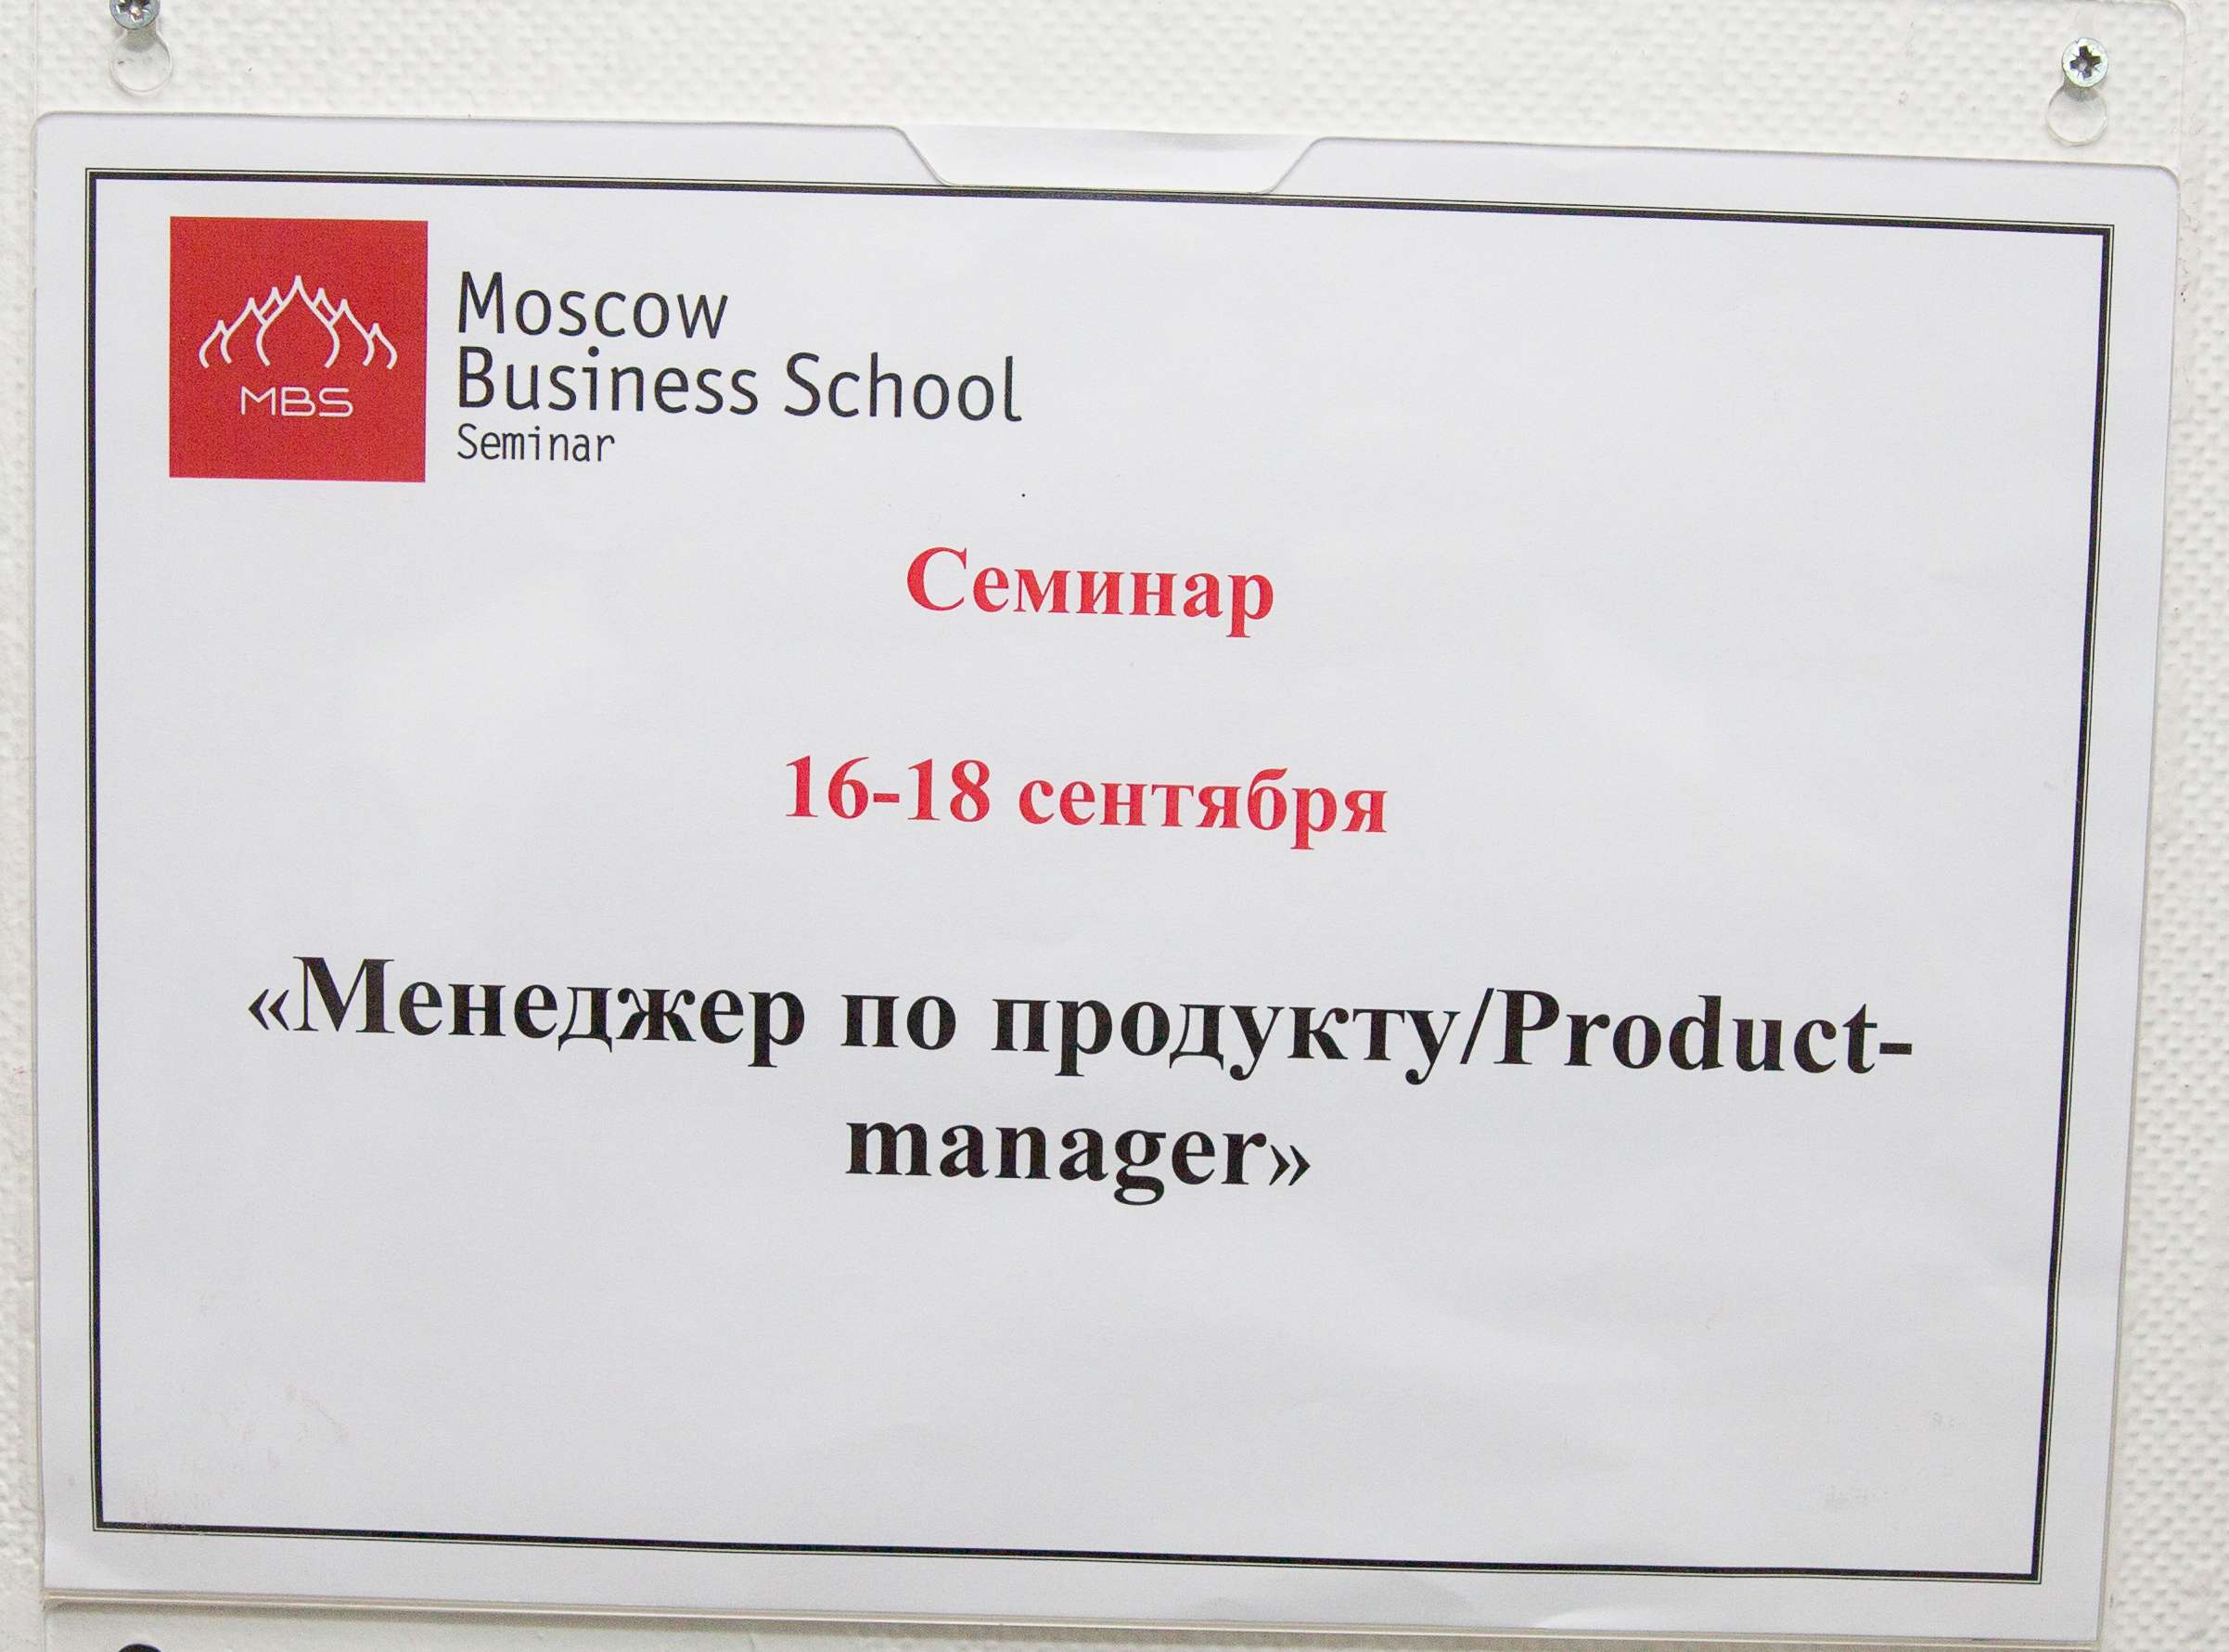 MBS
Moscow
Business School
Seminar
Семинар
16-18 сентября
«Менеджер по продукту/Product-
manager»